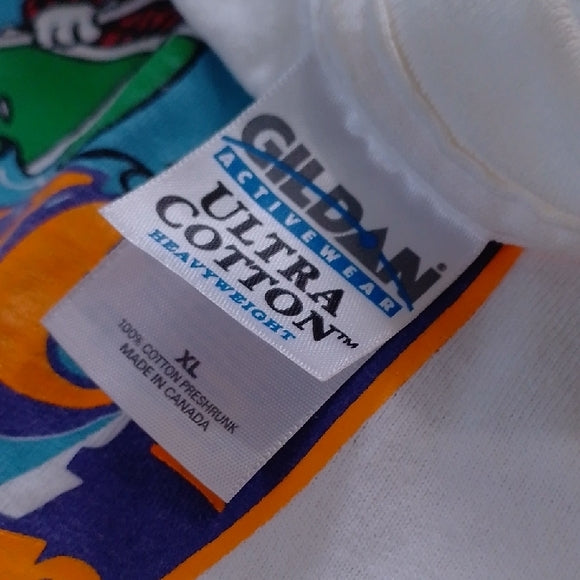 GILDAN®
ACTIVEWEAR
ULTRA
COTTON™
HEAVYWEIGHT
XL
100% COTTON PRESHRUNK
MADE IN CANADA